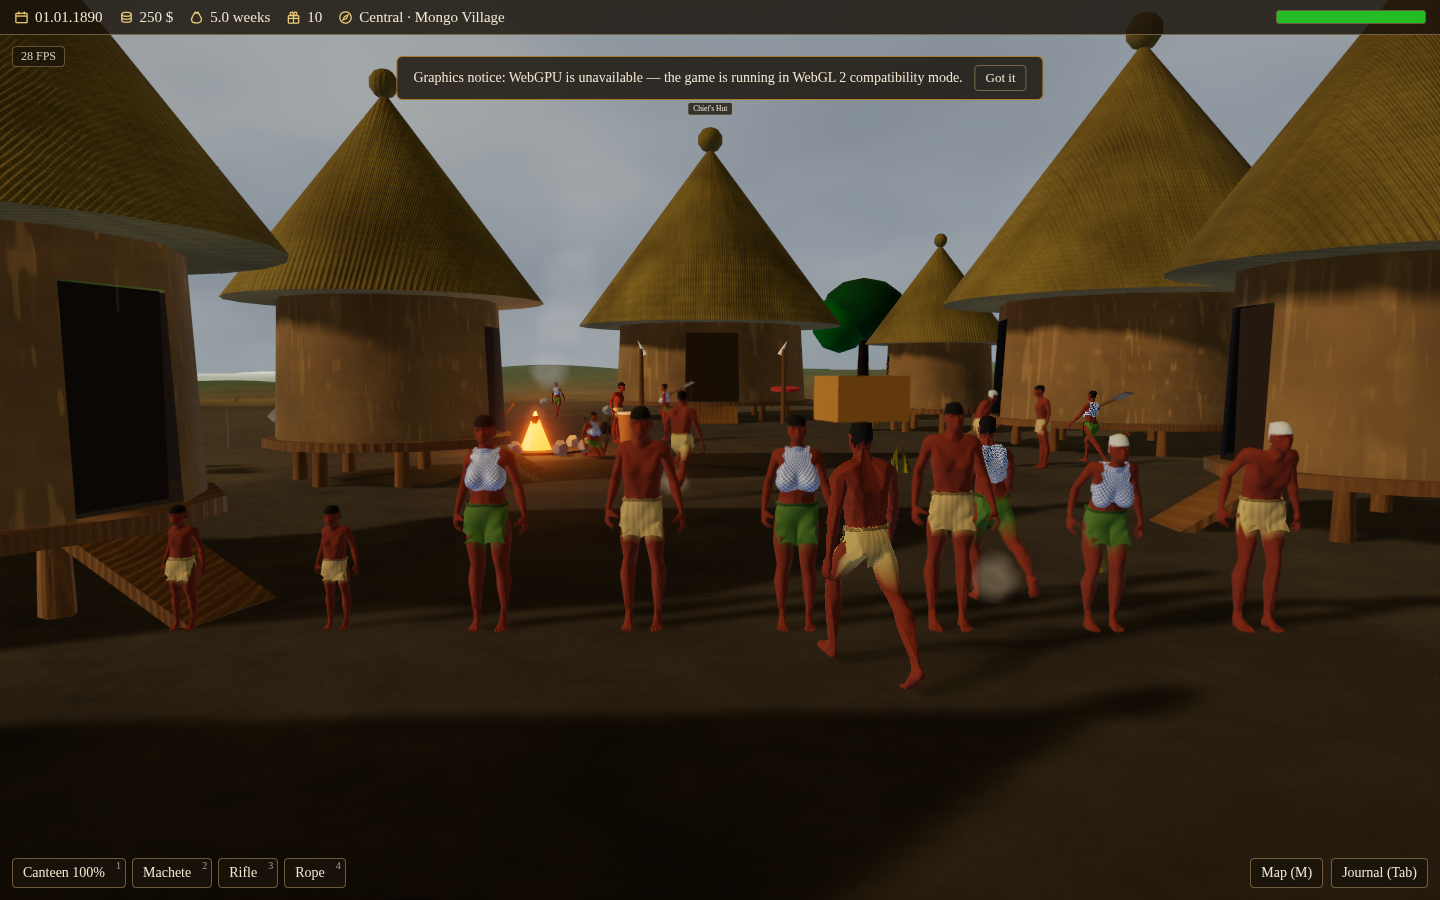 01.01.1890 250 $ 5.0 weeks 10 Central · Mongo Village
28 FPS
Graphics notice: WebGPU is unavailable — the game is running in WebGL 2 compatibility mode. Got it
Chief's Hut
Canteen 100% 1 Machete 2 Rifle 3 Rope 4 Map (M) Journal (Tab)